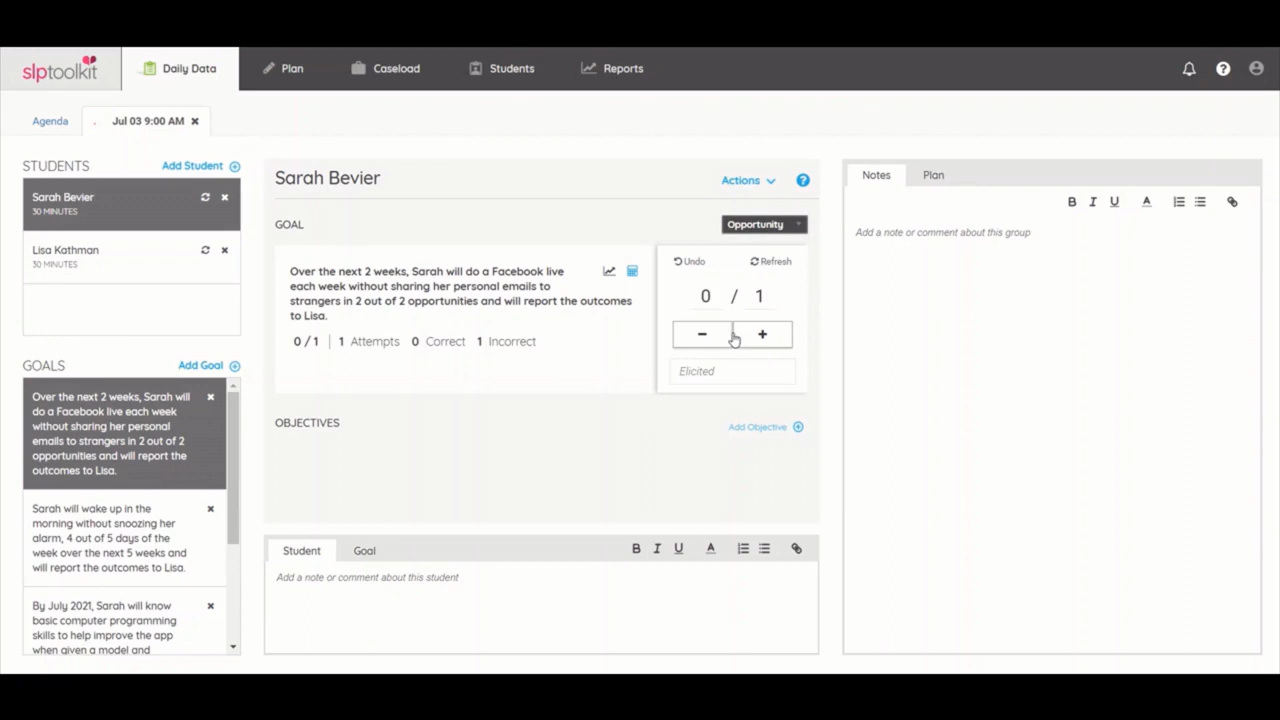 slptoolkit
Daily Data
Plan
Caseload
Students
Reports
?
Agenda
Jul 03 9:00 AM ×
STUDENTS
Add Student
Sarah Bevier
30 MINUTES
Lisa Kathman
30 MINUTES
GOALS
Add Goal
Over the next 2 weeks, Sarah will
do a Facebook live each week
without sharing her personal
emails to strangers in 2 out of 2
opportunities and will report the
outcomes to Lisa.
Sarah will wake up in the
morning without snoozing her
alarm, 4 out of 5 days of the
week over the next 5 weeks and
will report the outcomes to Lisa.
By July 2021, Sarah will know
basic computer programming
skills to help improve the app
when given a model and
Sarah Bevier
Actions
?
GOAL
Opportunity
Over the next 2 weeks, Sarah will do a Facebook live
each week without sharing her personal emails to
strangers in 2 out of 2 opportunities and will report the outcomes
to Lisa.
0 / 1 | 1 Attempts 0 Correct 1 Incorrect
Undo
Refresh
0 / 1
− +
Elicited
OBJECTIVES
Add Objective
Student
Goal
B I U A
Add a note or comment about this student
Notes
Plan
B I U A
Add a note or comment about this group